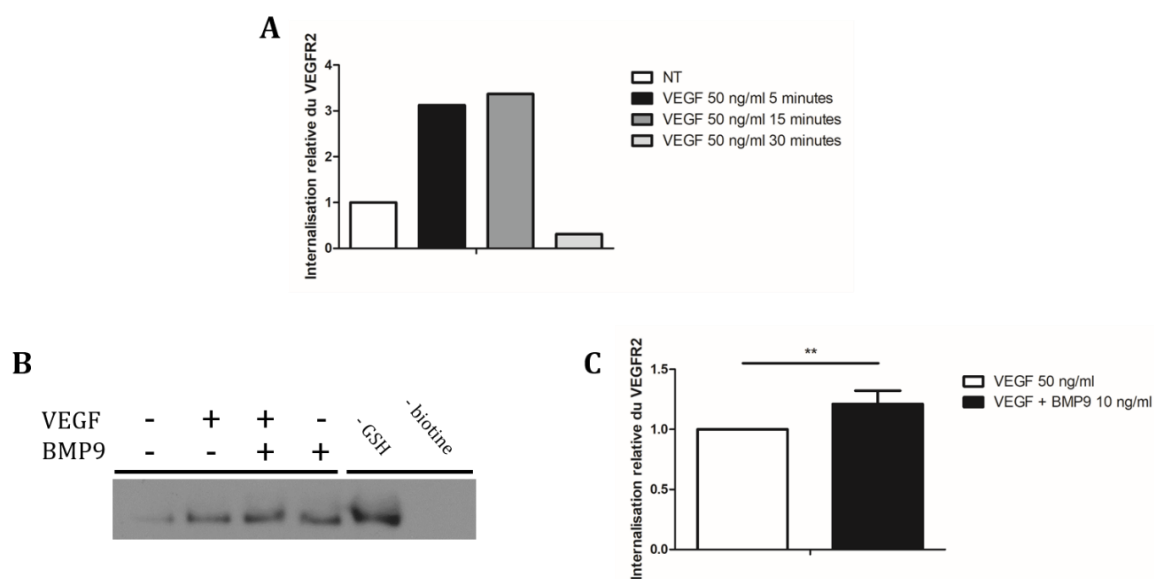 A
Internalisation relative du VEGFR2
4
3
2
1
0
NT
VEGF 50 ng/ml 5 minutes
VEGF 50 ng/ml 15 minutes
VEGF 50 ng/ml 30 minutes
B
VEGF - + + -
BMP9 - - + +
- GSH
- biotine
C
Internalisation relative du VEGFR2
1.5
1.0
0.5
0.0
**
VEGF 50 ng/ml
VEGF + BMP9 10 ng/ml